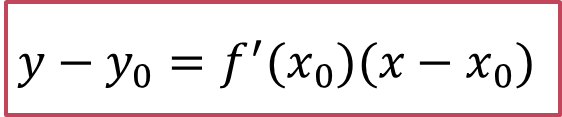 y − y₀ = f′(x₀)(x − x₀)